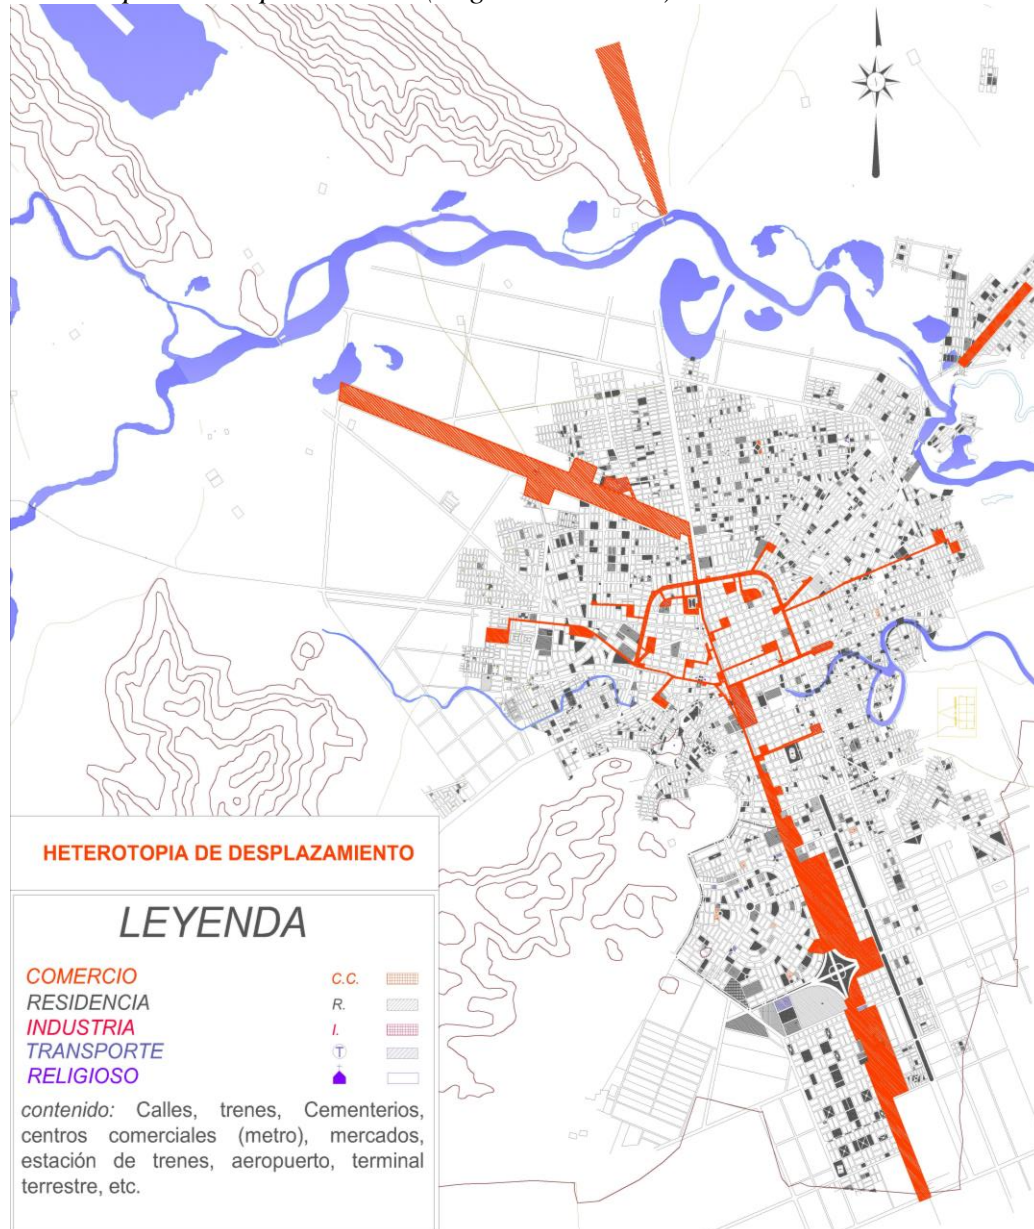 HETEROTOPIA DE DESPLAZAMIENTO
LEYENDA
COMERCIO C.C.
RESIDENCIA R.
INDUSTRIA I.
TRANSPORTE T
RELIGIOSO
contenido: Calles, trenes, Cementerios,
centros comerciales (metro), mercados,
estación de trenes, aeropuerto, terminal
terrestre, etc.